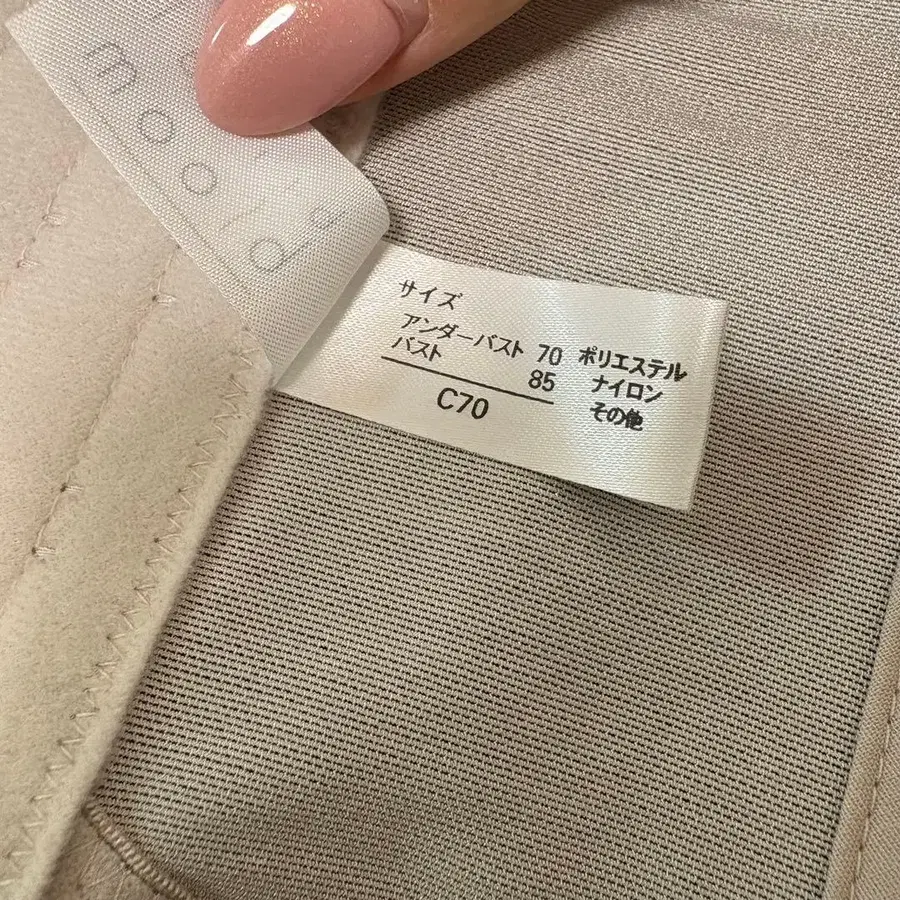 サイズ
アンダーバスト 70
バスト 85
C70
ポリエステル
ナイロン
その他